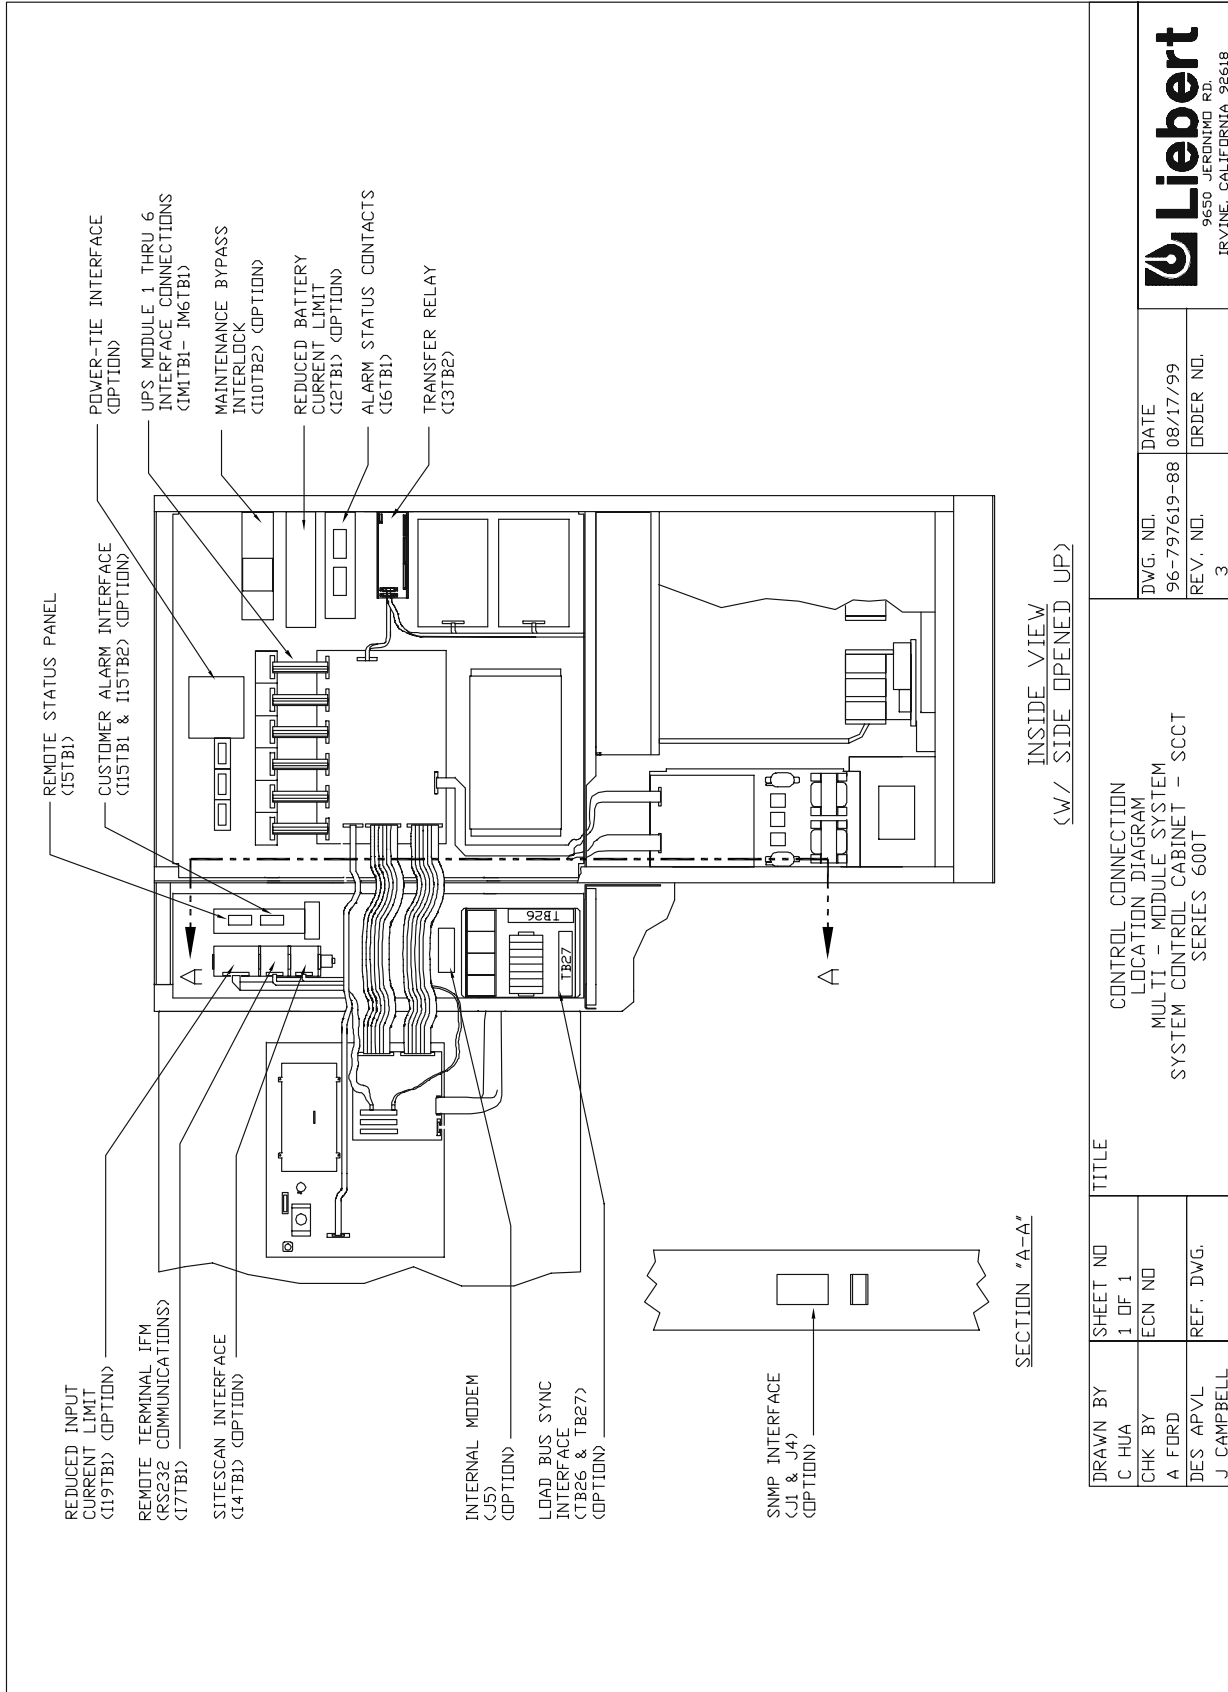 REMOTE STATUS PANEL
(I5TB1)
CUSTOMER ALARM INTERFACE
(I15TB1 & I15TB2) (OPTION)
POWER-TIE INTERFACE
(OPTION)
UPS MODULE 1 THRU 6
INTERFACE CONNECTIONS
(IM1TB1- IM6TB1)
MAINTENANCE BYPASS
INTERLOCK
(I10TB2) (OPTION)
REDUCED BATTERY
CURRENT LIMIT
(I2TB1) (OPTION)
ALARM STATUS CONTACTS
(I6TB1)
TRANSFER RELAY
(I3TB2)
REDUCED INPUT
CURRENT LIMIT
(I19TB1) (OPTION)
REMOTE TERMINAL IFM
(RS232 COMMUNICATIONS)
(I7TB1)
SITESCAN INTERFACE
(I4TB1) (OPTION)
INTERNAL MODEM
(J5)
(OPTION)
LOAD BUS SYNC
INTERFACE
(TB26 & TB27)
(OPTION)
SNMP INTERFACE
(J1 & J4)
(OPTION)
A
A
TB26
TB27
INSIDE VIEW
(W/ SIDE OPENED UP)
SECTION "A-A"
DRAWN BY
C HUA
CHK BY
A FORD
DES APVL
J CAMPBELL
SHEET NO
1 OF 1
ECN NO
REF. DWG.
TITLE
CONTROL CONNECTION
LOCATION DIAGRAM
MULTI - MODULE SYSTEM
SYSTEM CONTROL CABINET - SCCT
SERIES 600T
DWG. NO.
96-797619-88
REV. NO.
3
DATE
08/17/99
ORDER NO.
Liebert
9650 JERONIMO RD.
IRVINE, CALIFORNIA 92618